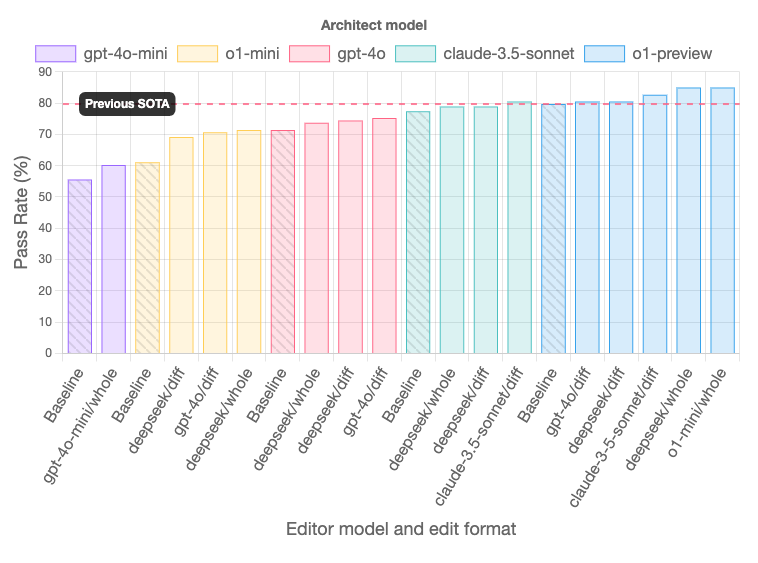 Architect model
gpt-4o-mini o1-mini gpt-4o claude-3.5-sonnet o1-preview
90
80
70
60
50
40
30
20
10
0
Previous SOTA
Pass Rate (%)
Baseline
gpt-4o-mini/whole
Baseline
deepseek/diff
gpt-4o/diff
deepseek/whole
Baseline
deepseek/whole
deepseek/diff
gpt-4o/diff
Baseline
deepseek/whole
deepseek/diff
claude-3.5-sonnet/diff
Baseline
gpt-4o/diff
deepseek/diff
claude-3-5-sonnet/diff
deepseek/whole
o1-mini/whole
Editor model and edit format